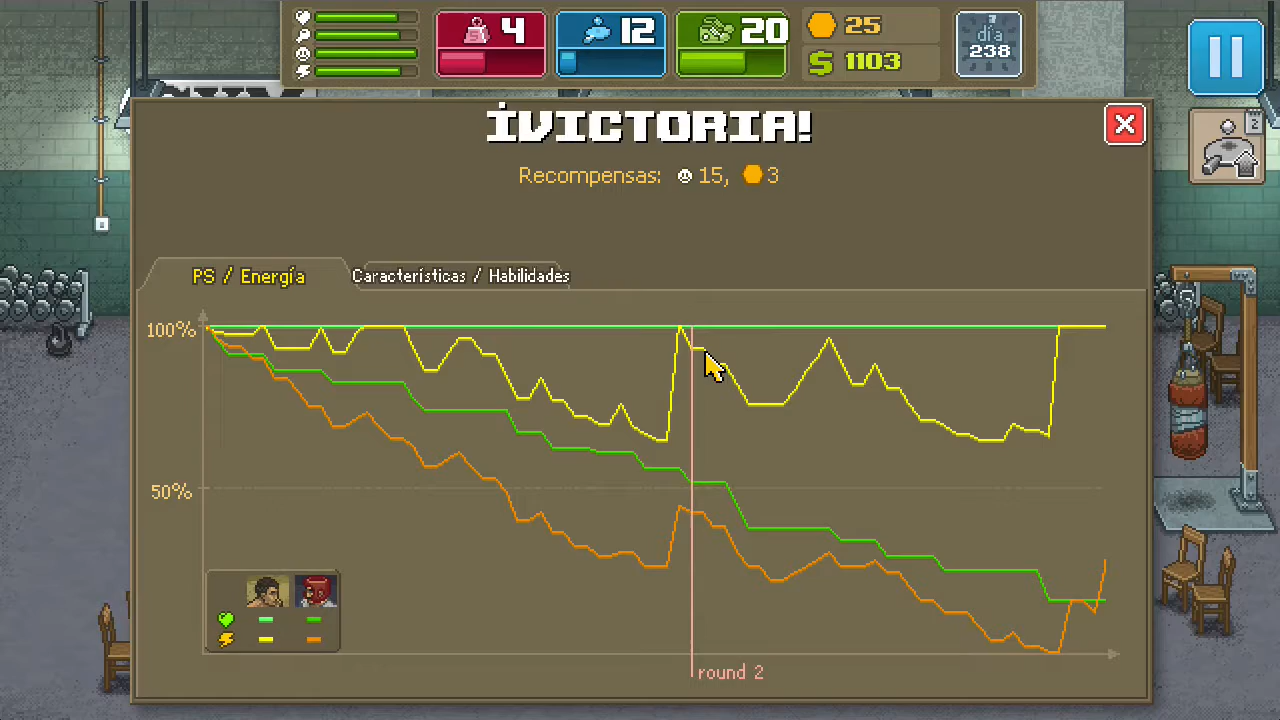 4
12
20
25
$ 1103
día
238
2
¡VICTORIA!
Recompensas: 15, 3
PS / Energía
Características / Habilidades
100%
50%
round 2